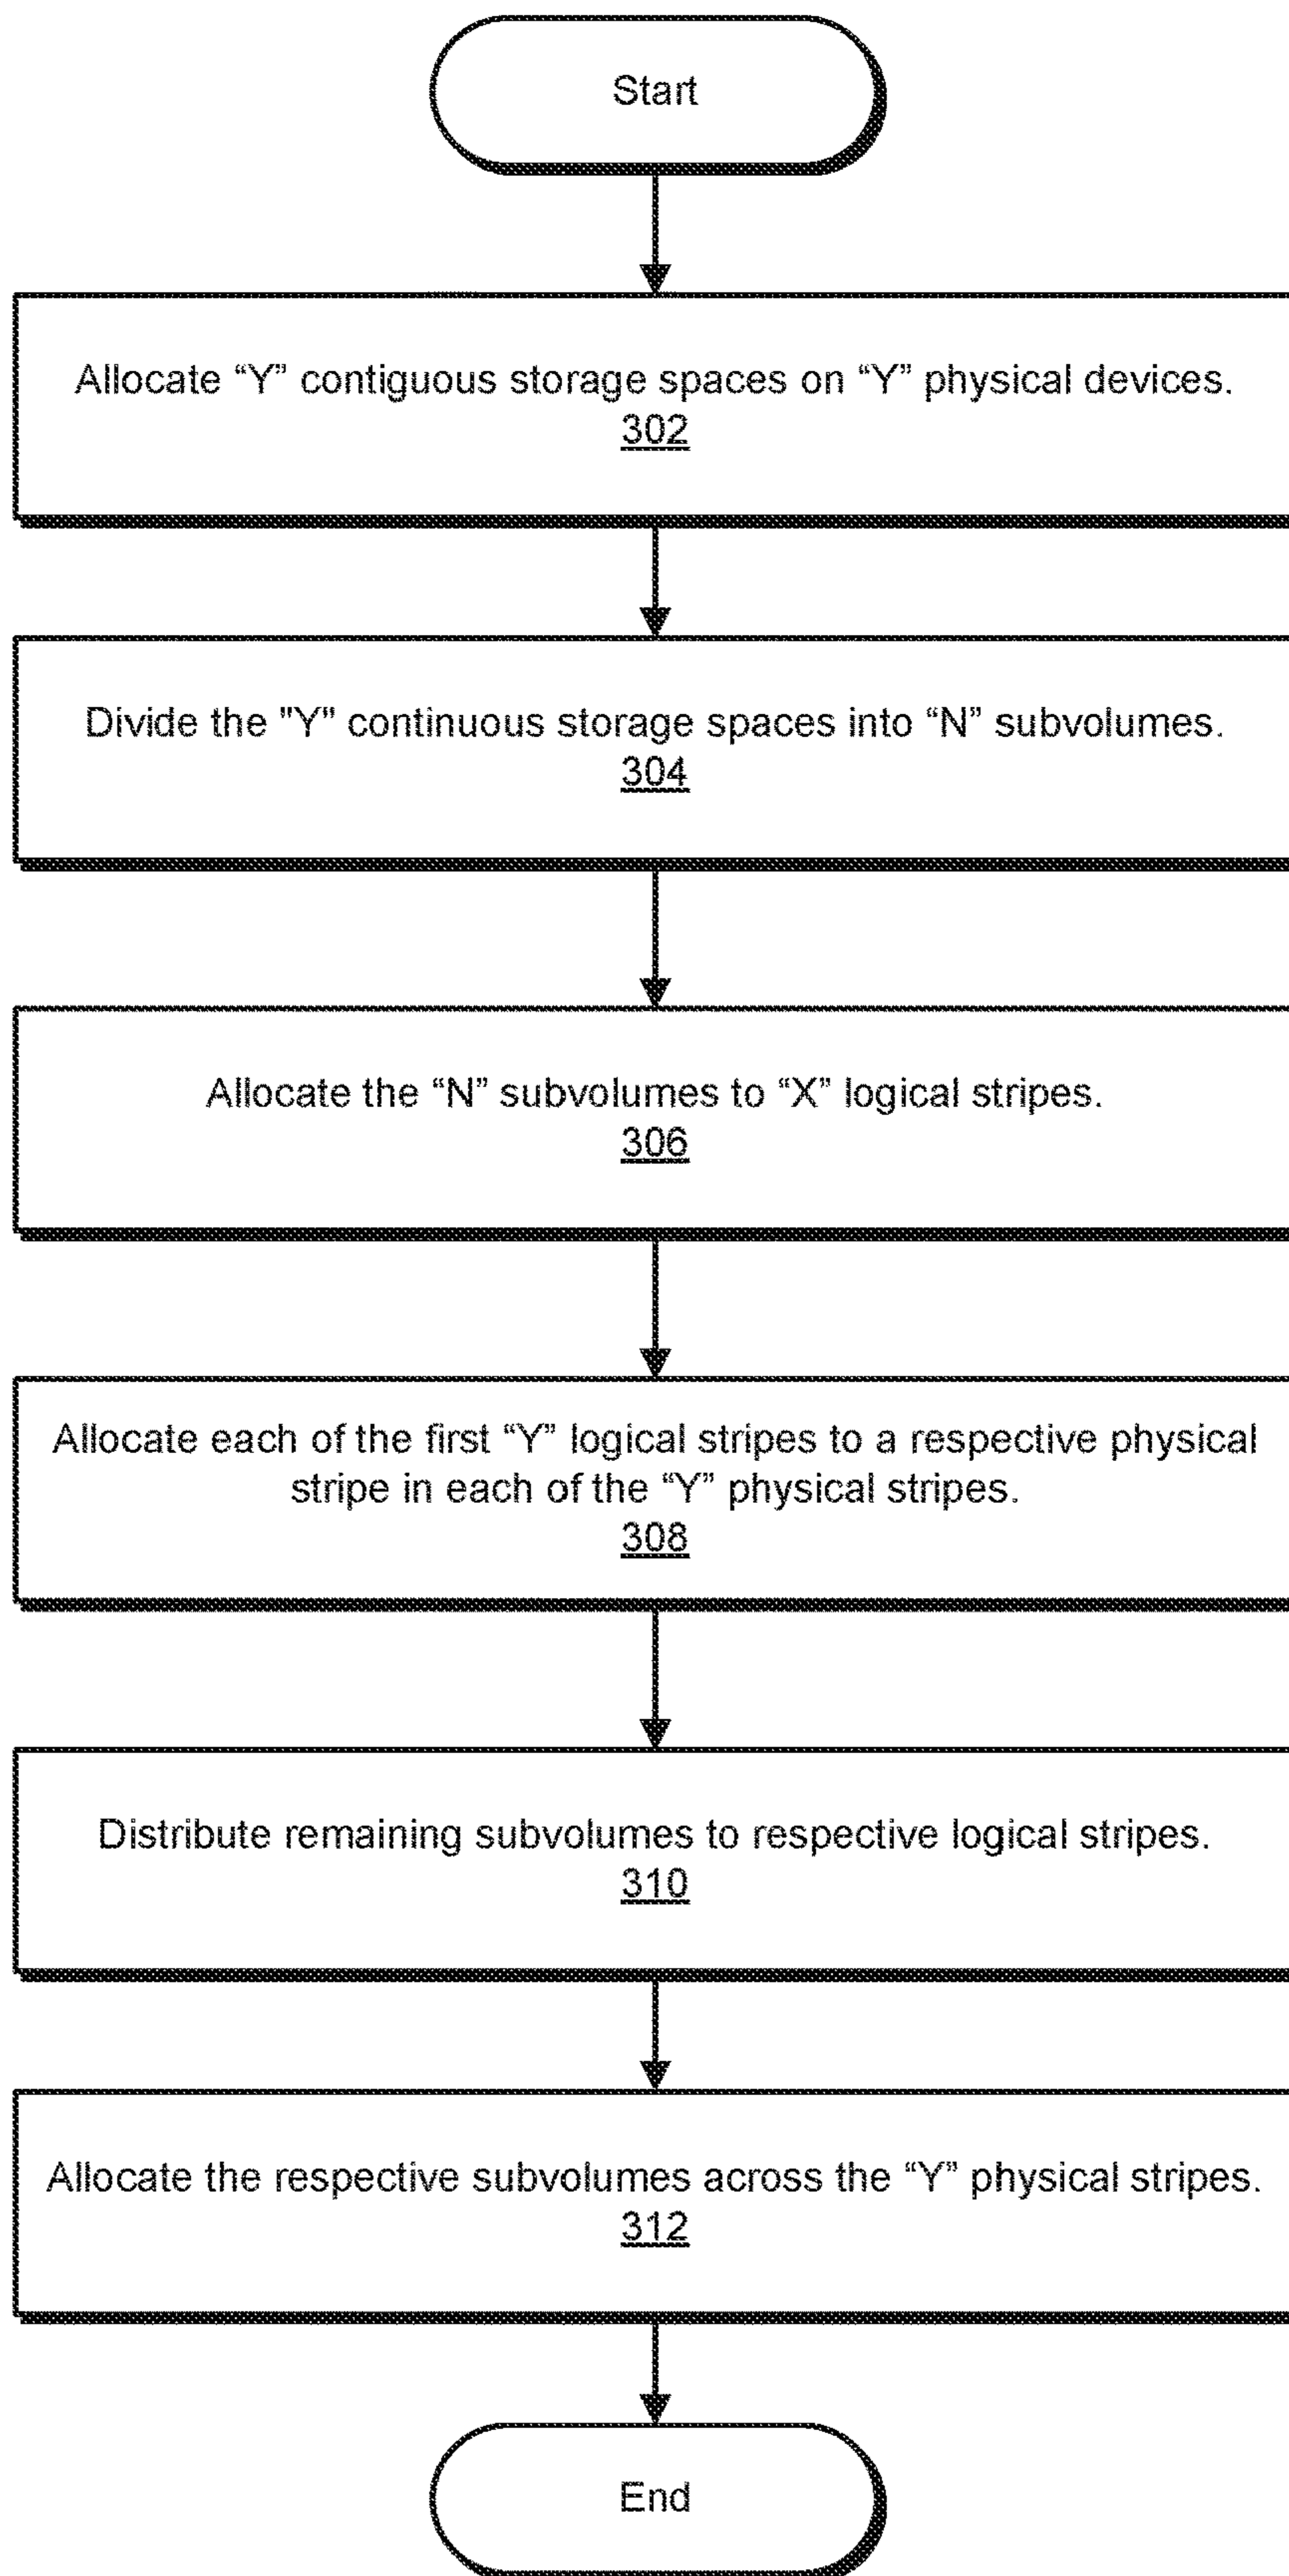 Start
Allocate “Y” contiguous storage spaces on “Y” physical devices.
302
Divide the "Y" continuous storage spaces into “N” subvolumes.
304
Allocate the “N” subvolumes to “X” logical stripes.
306
Allocate each of the first “Y” logical stripes to a respective physical
stripe in each of the “Y” physical stripes.
308
Distribute remaining subvolumes to respective logical stripes.
310
Allocate the respective subvolumes across the “Y” physical stripes.
312
End